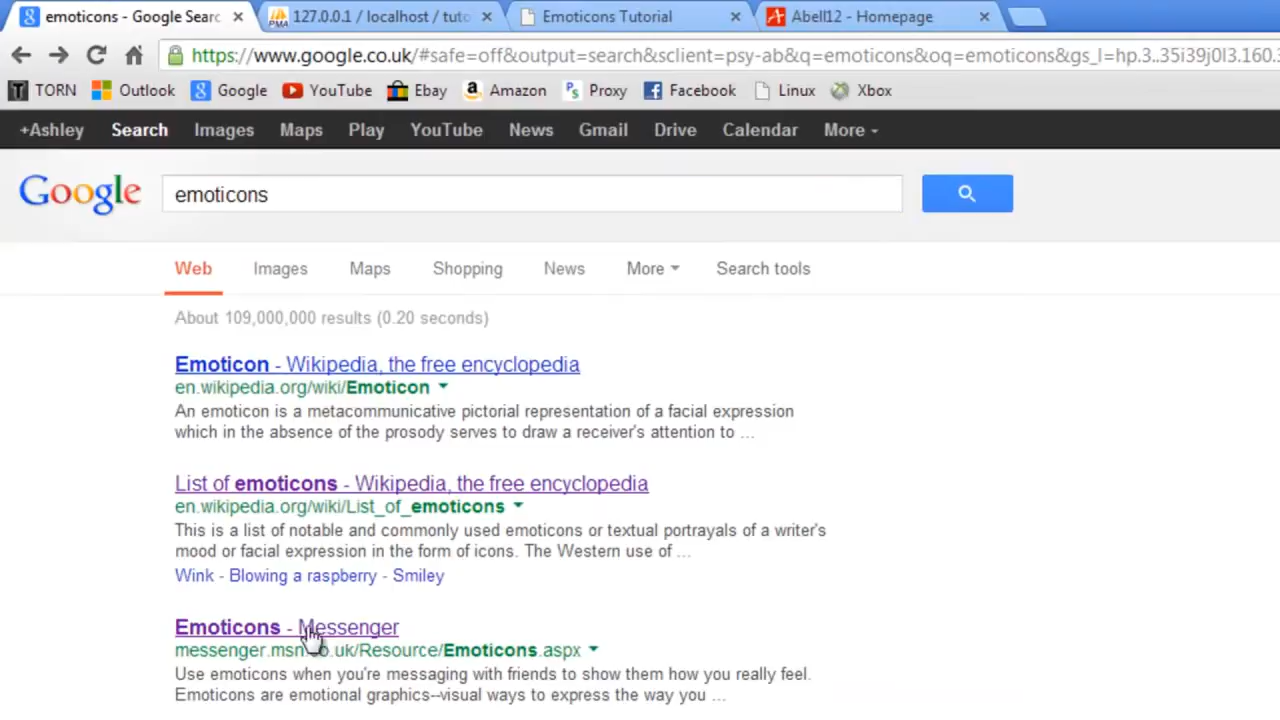 emoticons - Google Searc
127.0.0.1 / localhost / tuto
Emoticons Tutorial
Abell12 - Homepage
https://www.google.co.uk/#safe=off&output=search&sclient=psy-ab&q=emoticons&oq=emoticons&gs_l=hp.3..35i39j0l3.160.3
TORN Outlook Google YouTube Ebay Amazon Proxy Facebook Linux Xbox
+Ashley Search Images Maps Play YouTube News Gmail Drive Calendar More
Google emoticons
Web Images Maps Shopping News More Search tools
About 109,000,000 results (0.20 seconds)
Emoticon - Wikipedia, the free encyclopedia
en.wikipedia.org/wiki/Emoticon
An emoticon is a metacommunicative pictorial representation of a facial expression
which in the absence of the prosody serves to draw a receiver's attention to ...
List of emoticons - Wikipedia, the free encyclopedia
en.wikipedia.org/wiki/List_of_emoticons
This is a list of notable and commonly used emoticons or textual portrayals of a writer's
mood or facial expression in the form of icons. The Western use of ...
Wink - Blowing a raspberry - Smiley
Emoticons - Messenger
messenger.msn.co.uk/Resource/Emoticons.aspx
Use emoticons when you're messaging with friends to show them how you really feel.
Emoticons are emotional graphics--visual ways to express the way you ...